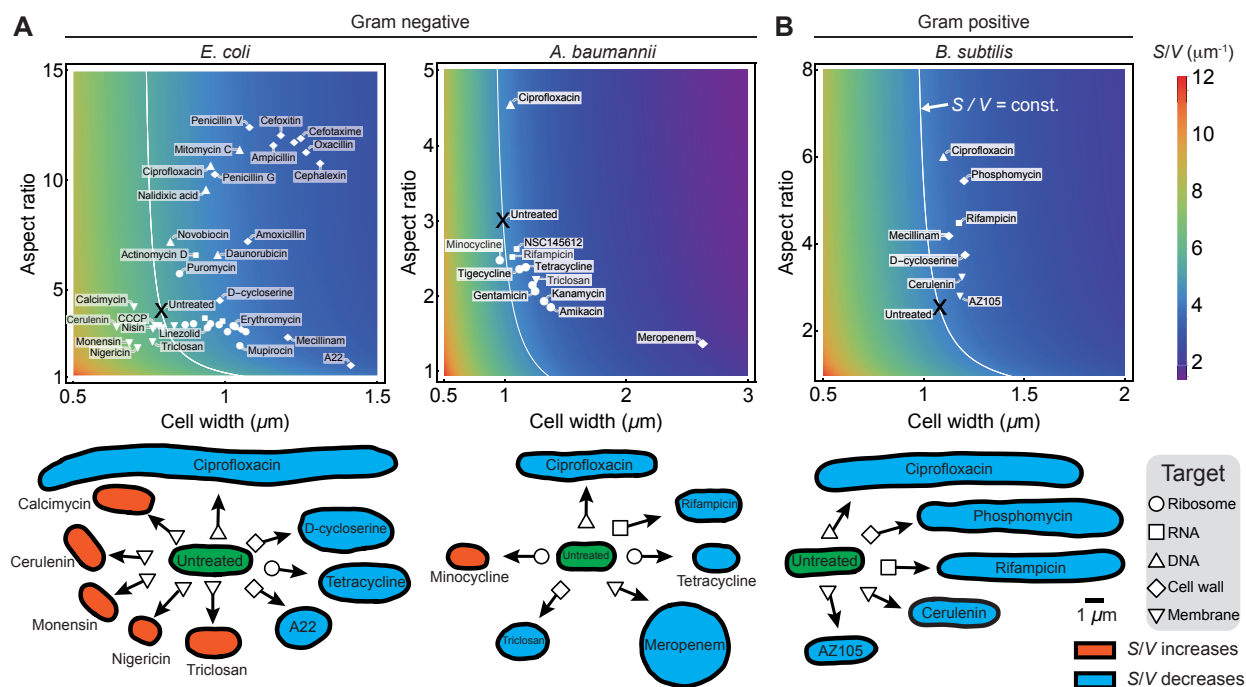 A
Gram negative
B
Gram positive
E. coli
A. baumannii
B. subtilis
S/V (µm⁻¹)
Aspect ratio
15
10
5
1
Penicillin V
Cefoxitin
Cefotaxime
Mitomycin C
Ampicillin
Oxacillin
Ciprofloxacin
Penicillin G
Cephalexin
Nalidixic acid
Novobiocin
Amoxicillin
Actinomycin D
Daunorubicin
Puromycin
Calcimycin
Untreated
D-cycloserine
Cerulenin
CCCP
Nisin
Linezolid
Erythromycin
Monensin
Nigericin
Triclosan
Mupirocin
Mecillinam
A22
0.5
1
1.5
Cell width (µm)
Aspect ratio
5
4
3
2
1
Ciprofloxacin
Untreated
Minocycline
NSC145612
Rifampicin
Tigecycline
Tetracycline
Triclosan
Gentamicin
Kanamycin
Amikacin
Meropenem
0.5
1
2
3
Cell width (µm)
Aspect ratio
8
6
4
2
S / V = const.
Ciprofloxacin
Phosphomycin
Rifampicin
Mecillinam
D-cycloserine
Cerulenin
AZ105
Untreated
0.5
1
1.5
2
Cell width (µm)
12
10
8
6
4
2
Ciprofloxacin
Calcimycin
D-cycloserine
Cerulenin
Untreated
Tetracycline
Monensin
A22
Nigericin
Triclosan
Ciprofloxacin
Rifampicin
Minocycline
Untreated
Tetracycline
Triclosan
Meropenem
Ciprofloxacin
Phosphomycin
Untreated
Rifampicin
Cerulenin
AZ105
1 µm
Target
Ribosome
RNA
DNA
Cell wall
Membrane
S/V increases
S/V decreases